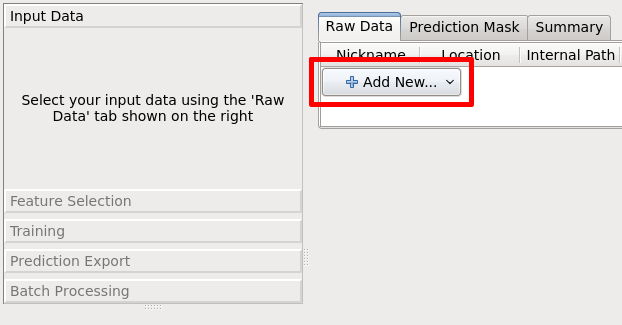 Input Data
Select your input data using the 'Raw
Data' tab shown on the right
Feature Selection
Training
Prediction Export
Batch Processing
Raw Data Prediction Mask Summary
Nickname Location Internal Path
Add New...